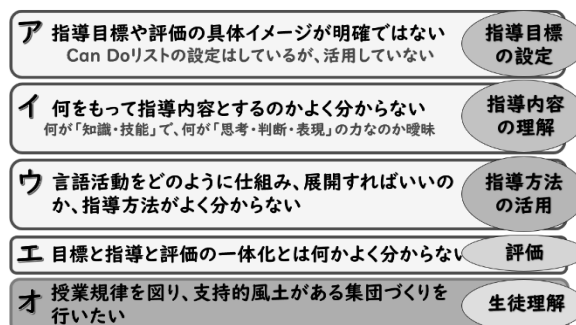 ア 指導目標や評価の具体イメージが明確ではない
Can Doリストの設定はしているが、活用していない
指導目標
の設定
イ 何をもって指導内容とするのかよく分からない
何が「知識・技能」で、何が「思考・判断・表現」の力なのか曖昧
指導内容
の理解
ウ 言語活動をどのように仕組み、展開すればいいの
か、指導方法がよく分からない
指導方法
の活用
エ 目標と指導と評価の一体化とは何かよく分からない
評価
オ 授業規律を図り、支持的風土がある集団づくりを
行いたい
生徒理解